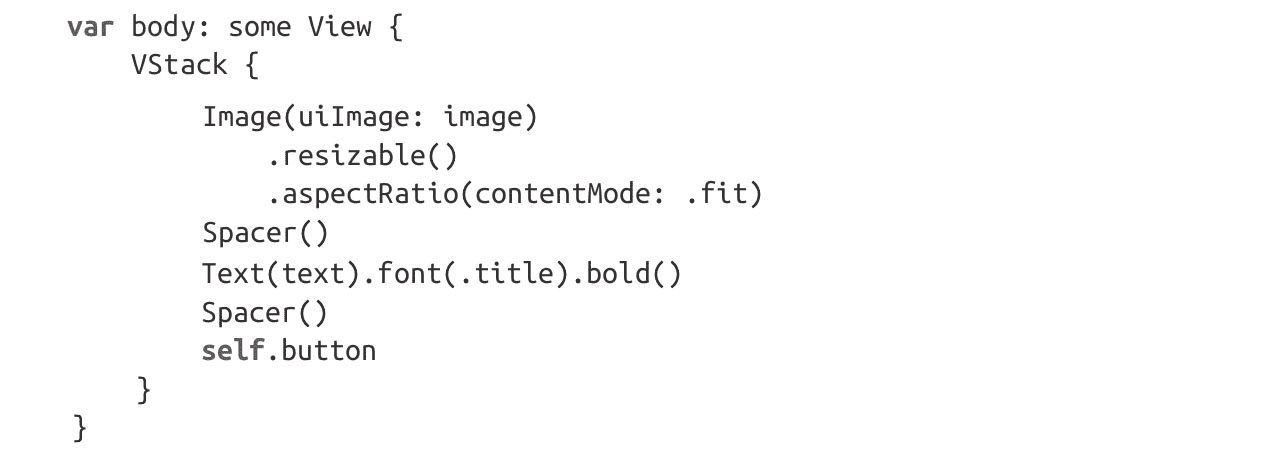 var body: some View {
    VStack {
        Image(uiImage: image)
            .resizable()
            .aspectRatio(contentMode: .fit)
        Spacer()
        Text(text).font(.title).bold()
        Spacer()
        self.button
    }
}